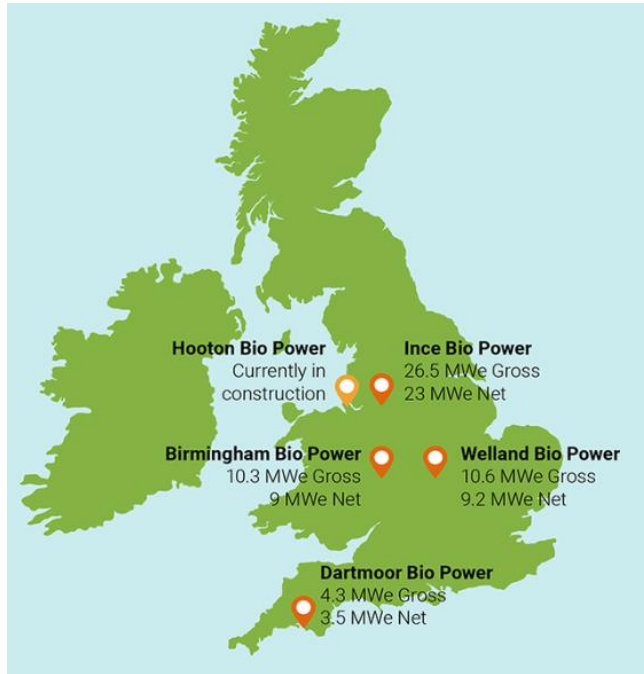 Hooton Bio Power
Currently in
construction
Ince Bio Power
26.5 MWe Gross
23 MWe Net
Birmingham Bio Power
10.3 MWe Gross
9 MWe Net
Welland Bio Power
10.6 MWe Gross
9.2 MWe Net
Dartmoor Bio Power
4.3 MWe Gross
3.5 MWe Net